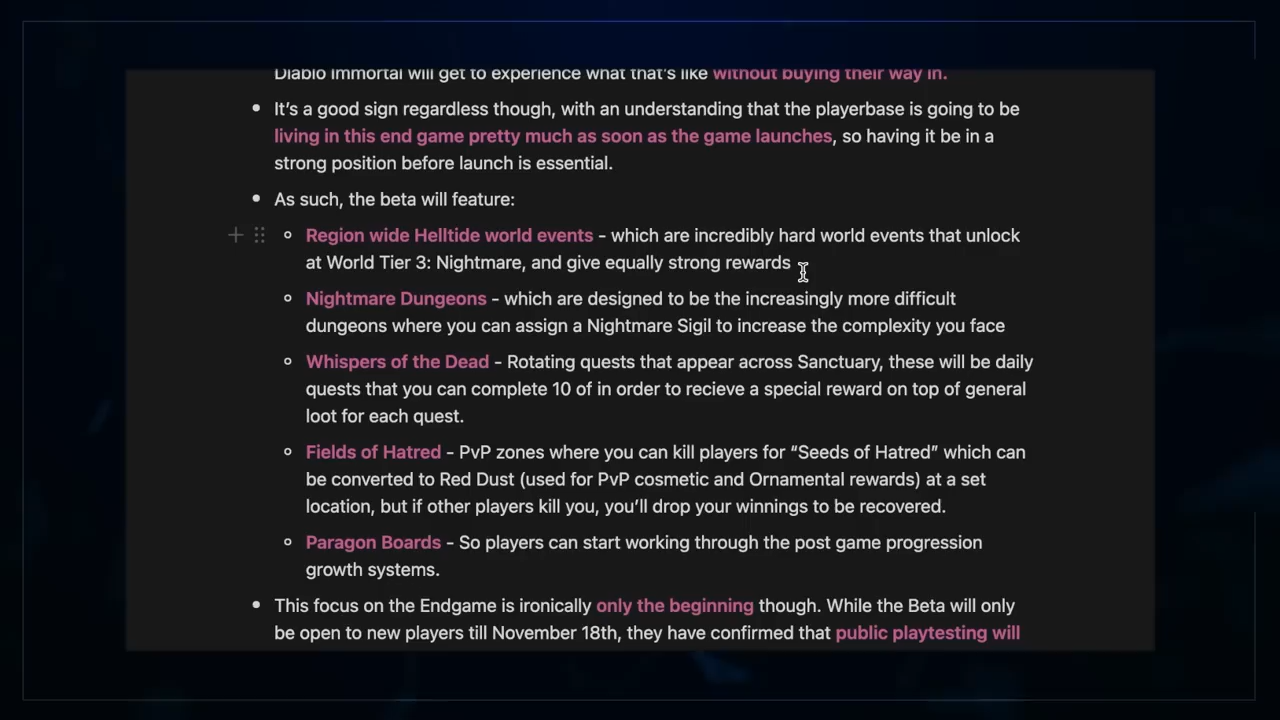 Diablo Immortal will get to experience what that's like without buying their way in.
It's a good sign regardless though, with an understanding that the playerbase is going to be
living in this end game pretty much as soon as the game launches, so having it be in a
strong position before launch is essential.
As such, the beta will feature:
Region wide Helltide world events - which are incredibly hard world events that unlock
at World Tier 3: Nightmare, and give equally strong rewards
Nightmare Dungeons - which are designed to be the increasingly more difficult
dungeons where you can assign a Nightmare Sigil to increase the complexity you face
Whispers of the Dead - Rotating quests that appear across Sanctuary, these will be daily
quests that you can complete 10 of in order to recieve a special reward on top of general
loot for each quest.
Fields of Hatred - PvP zones where you can kill players for “Seeds of Hatred” which can
be converted to Red Dust (used for PvP cosmetic and Ornamental rewards) at a set
location, but if other players kill you, you'll drop your winnings to be recovered.
Paragon Boards - So players can start working through the post game progression
growth systems.
This focus on the Endgame is ironically only the beginning though. While the Beta will only
be open to new players till November 18th, they have confirmed that public playtesting will